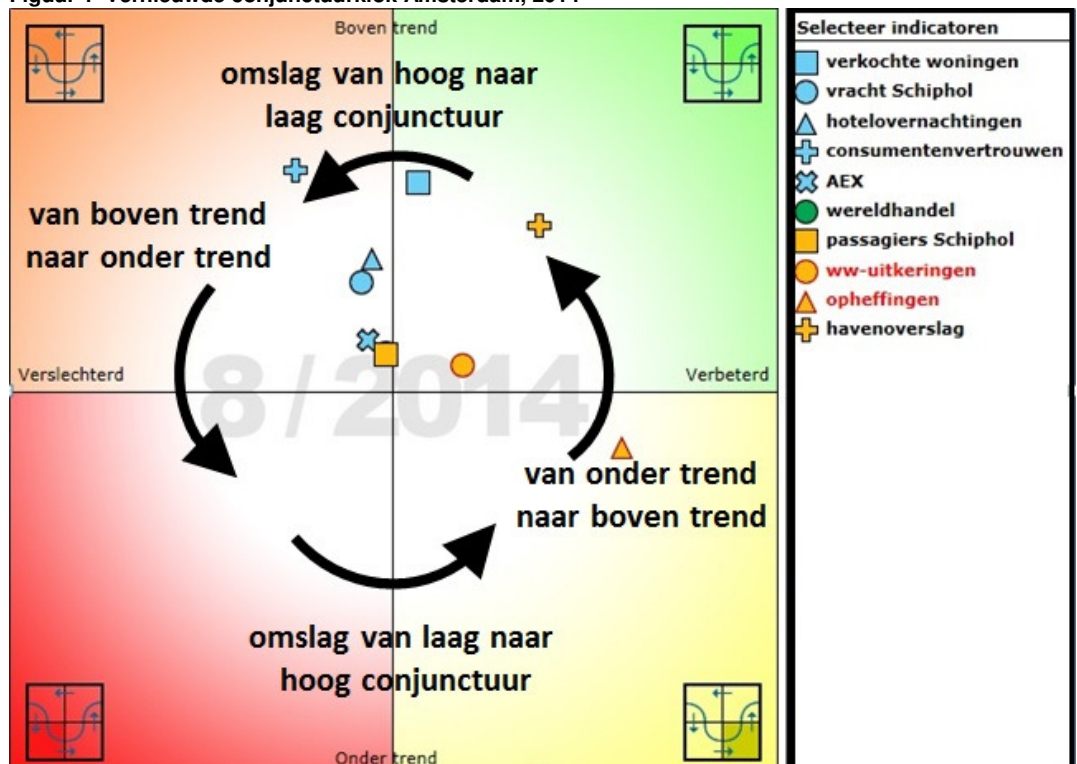 Boven trend
omslag van hoog naar
laag conjunctuur
van boven trend
naar onder trend
Verslechterd
Verbeterd
8/2014
van onder trend
naar boven trend
omslag van laag naar
hoog conjunctuur
Onder trend
Selecteer indicatoren
verkochte woningen
vracht Schiphol
hotelovernachtingen
consumentenvertrouwen
AEX
wereldhandel
passagiers Schiphol
ww-uitkeringen
opheffingen
havenoverslag